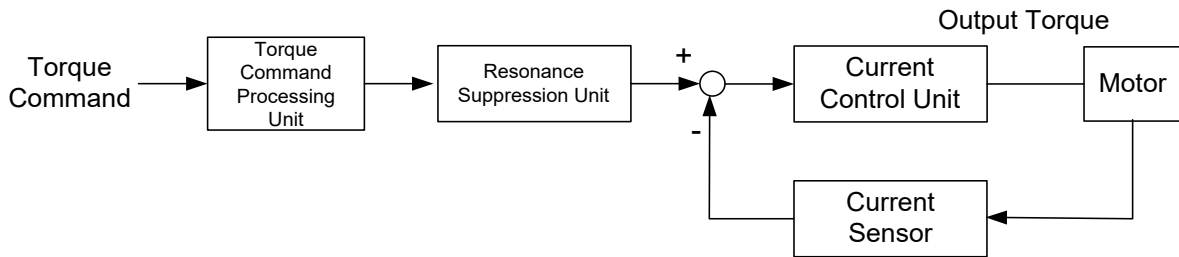 Output Torque
Torque
Command
Torque
Command
Processing
Unit
Resonance
Suppression Unit
+
-
Current
Control Unit
Motor
Current
Sensor